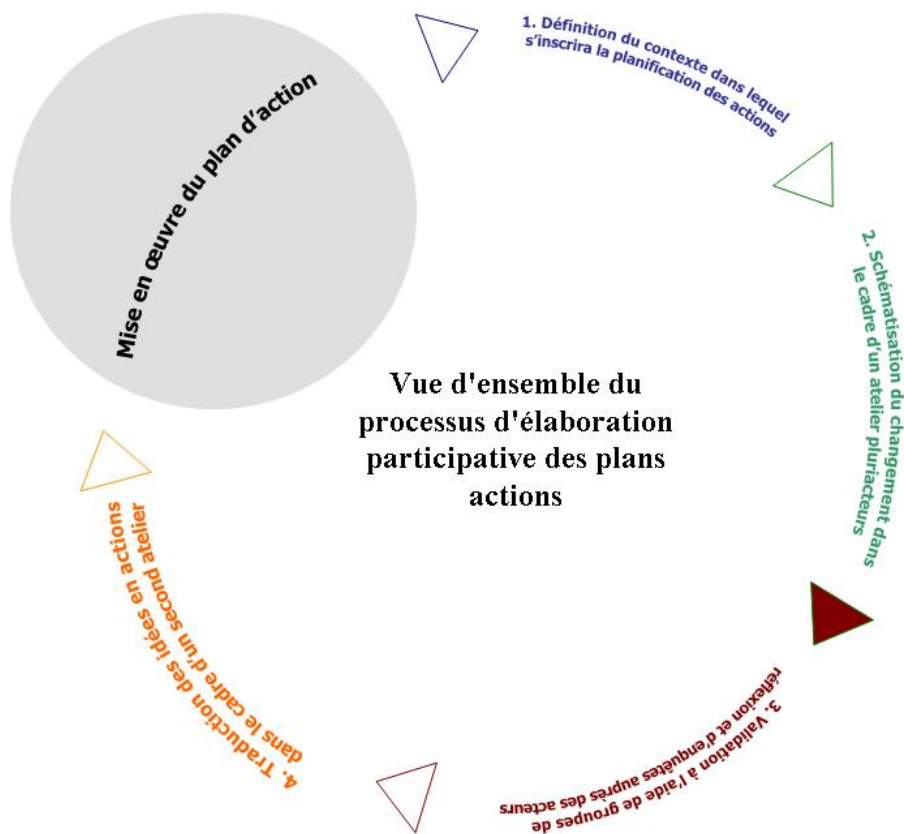 1. Définition du contexte dans lequel
s'inscrira la planification des actions
2. Schématisation du changement dans
le cadre d'un atelier pluriacteurs
3. Validation à l'aide de groupes de
réflexion et d'enquêtes auprès des acteurs
4. Traduction des idées en actions
dans le cadre d'un second atelier
Mise en œuvre du plan d'action
Vue d'ensemble du
processus d'élaboration
participative des plans
actions